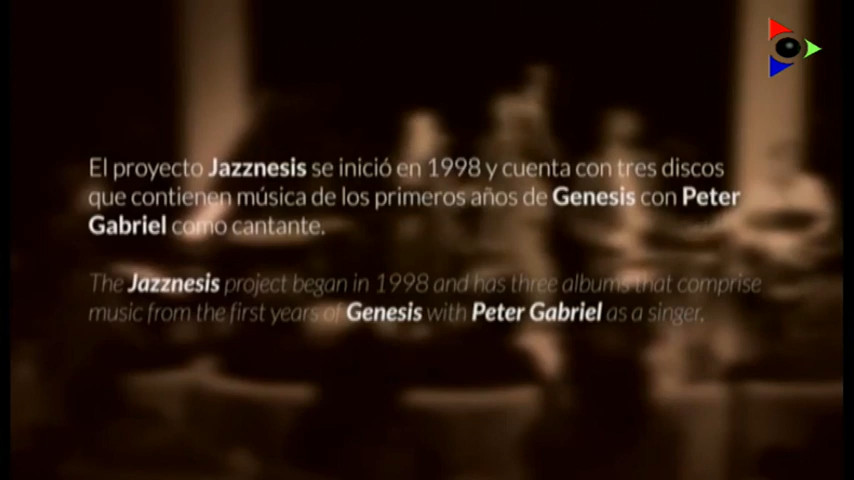 El proyecto Jazznesis se inició en 1998 y cuenta con tres discos
que contienen música de los primeros años de Genesis con Peter
Gabriel como cantante.
The Jazznesis project began in 1998 and has three albums that comprise
music from the first years of Genesis with Peter Gabriel as a singer.